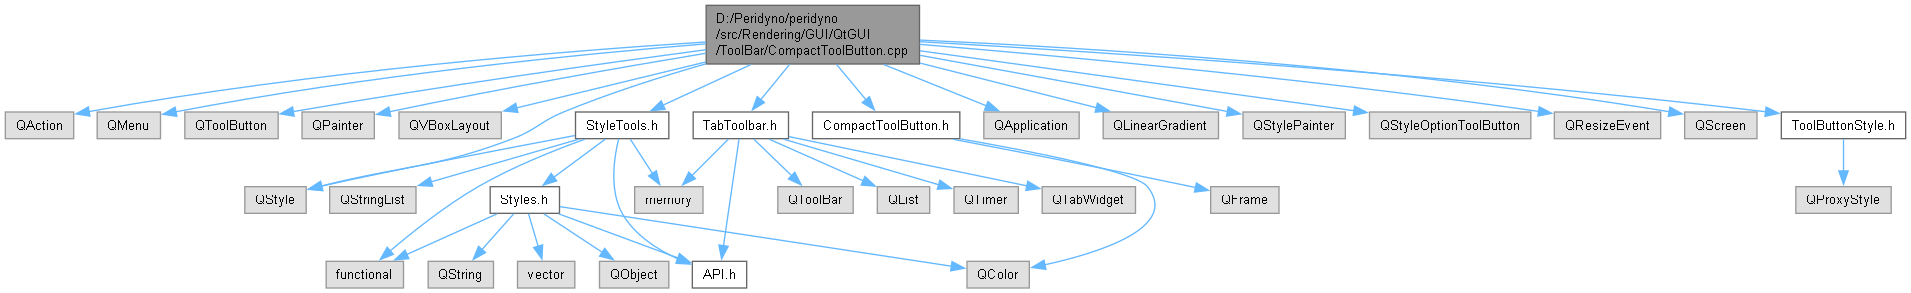 D:/Peridyno/peridyno
/src/Rendering/GUI/QtGUI
/ToolBar/CompactToolButton.cpp
QAction
QMenu
QToolButton
QPainter
QVBoxLayout
StyleTools.h
TabToolbar.h
CompactToolButton.h
QApplication
QLinearGradient
QStylePainter
QStyleOptionToolButton
QResizeEvent
QScreen
ToolButtonStyle.h
QStyle
QStringList
Styles.h
memory
QToolBar
QList
QTimer
QTabWidget
QFrame
QProxyStyle
functional
QString
vector
QObject
API.h
QColor